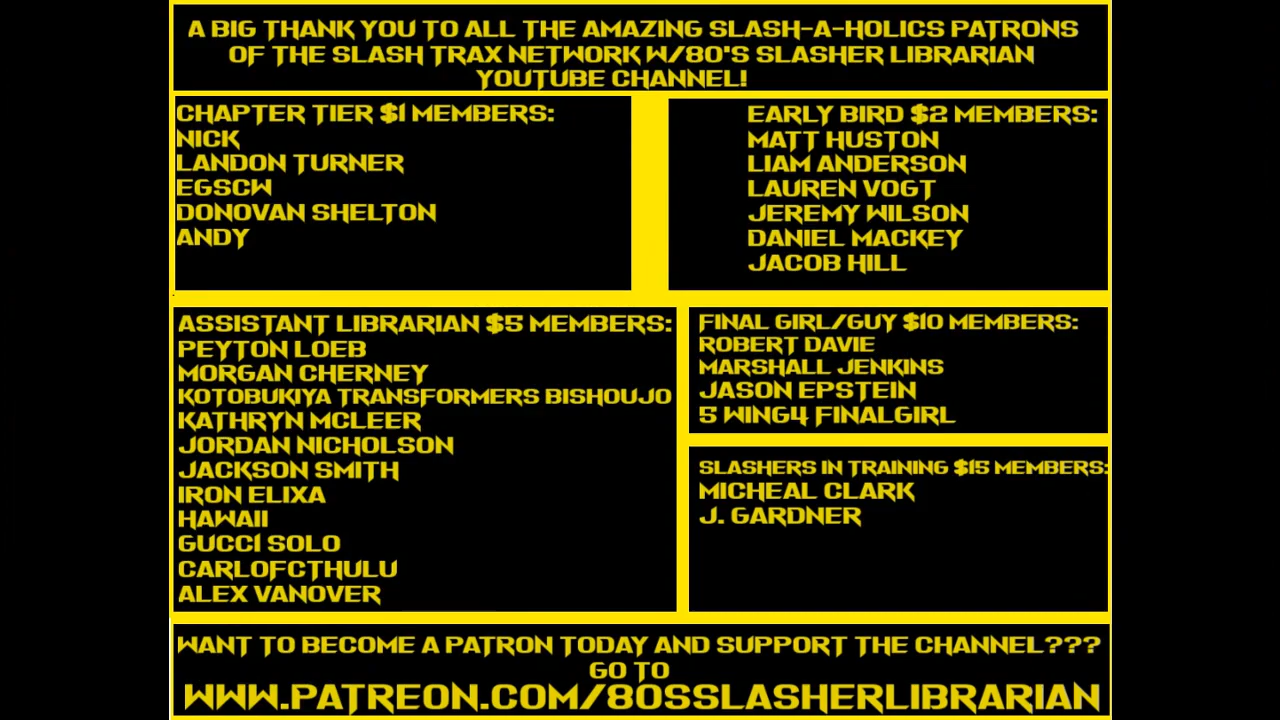 A BIG THANK YOU TO ALL THE AMAZING SLASH-A-HOLICS PATRONS
OF THE SLASH TRAX NETWORK W/80'S SLASHER LIBRARIAN
YOUTUBE CHANNEL!
CHAPTER TIER $1 MEMBERS:
NICK
LANDON TURNER
EGSCW
DONOVAN SHELTON
ANDY
EARLY BIRD $2 MEMBERS:
MATT HUSTON
LIAM ANDERSON
LAUREN VOGT
JEREMY WILSON
DANIEL MACKEY
JACOB HILL
ASSISTANT LIBRARIAN $5 MEMBERS:
PEYTON LOEB
MORGAN CHERNEY
KOTOBUKIYA TRANSFORMERS BISHOUJO
KATHRYN MCLEER
JORDAN NICHOLSON
JACKSON SMITH
IRON ELIXA
HAWAII
GUCCI SOLO
CARLOFCTHULU
ALEX VANOVER
FINAL GIRL/GUY $10 MEMBERS:
ROBERT DAVIE
MARSHALL JENKINS
JASON EPSTEIN
5 WING4 FINALGIRL
SLASHERS IN TRAINING $15 MEMBERS:
MICHEAL CLARK
J. GARDNER
WANT TO BECOME A PATRON TODAY AND SUPPORT THE CHANNEL???
GO TO
WWW.PATREON.COM/80SSLASHERLIBRARIAN